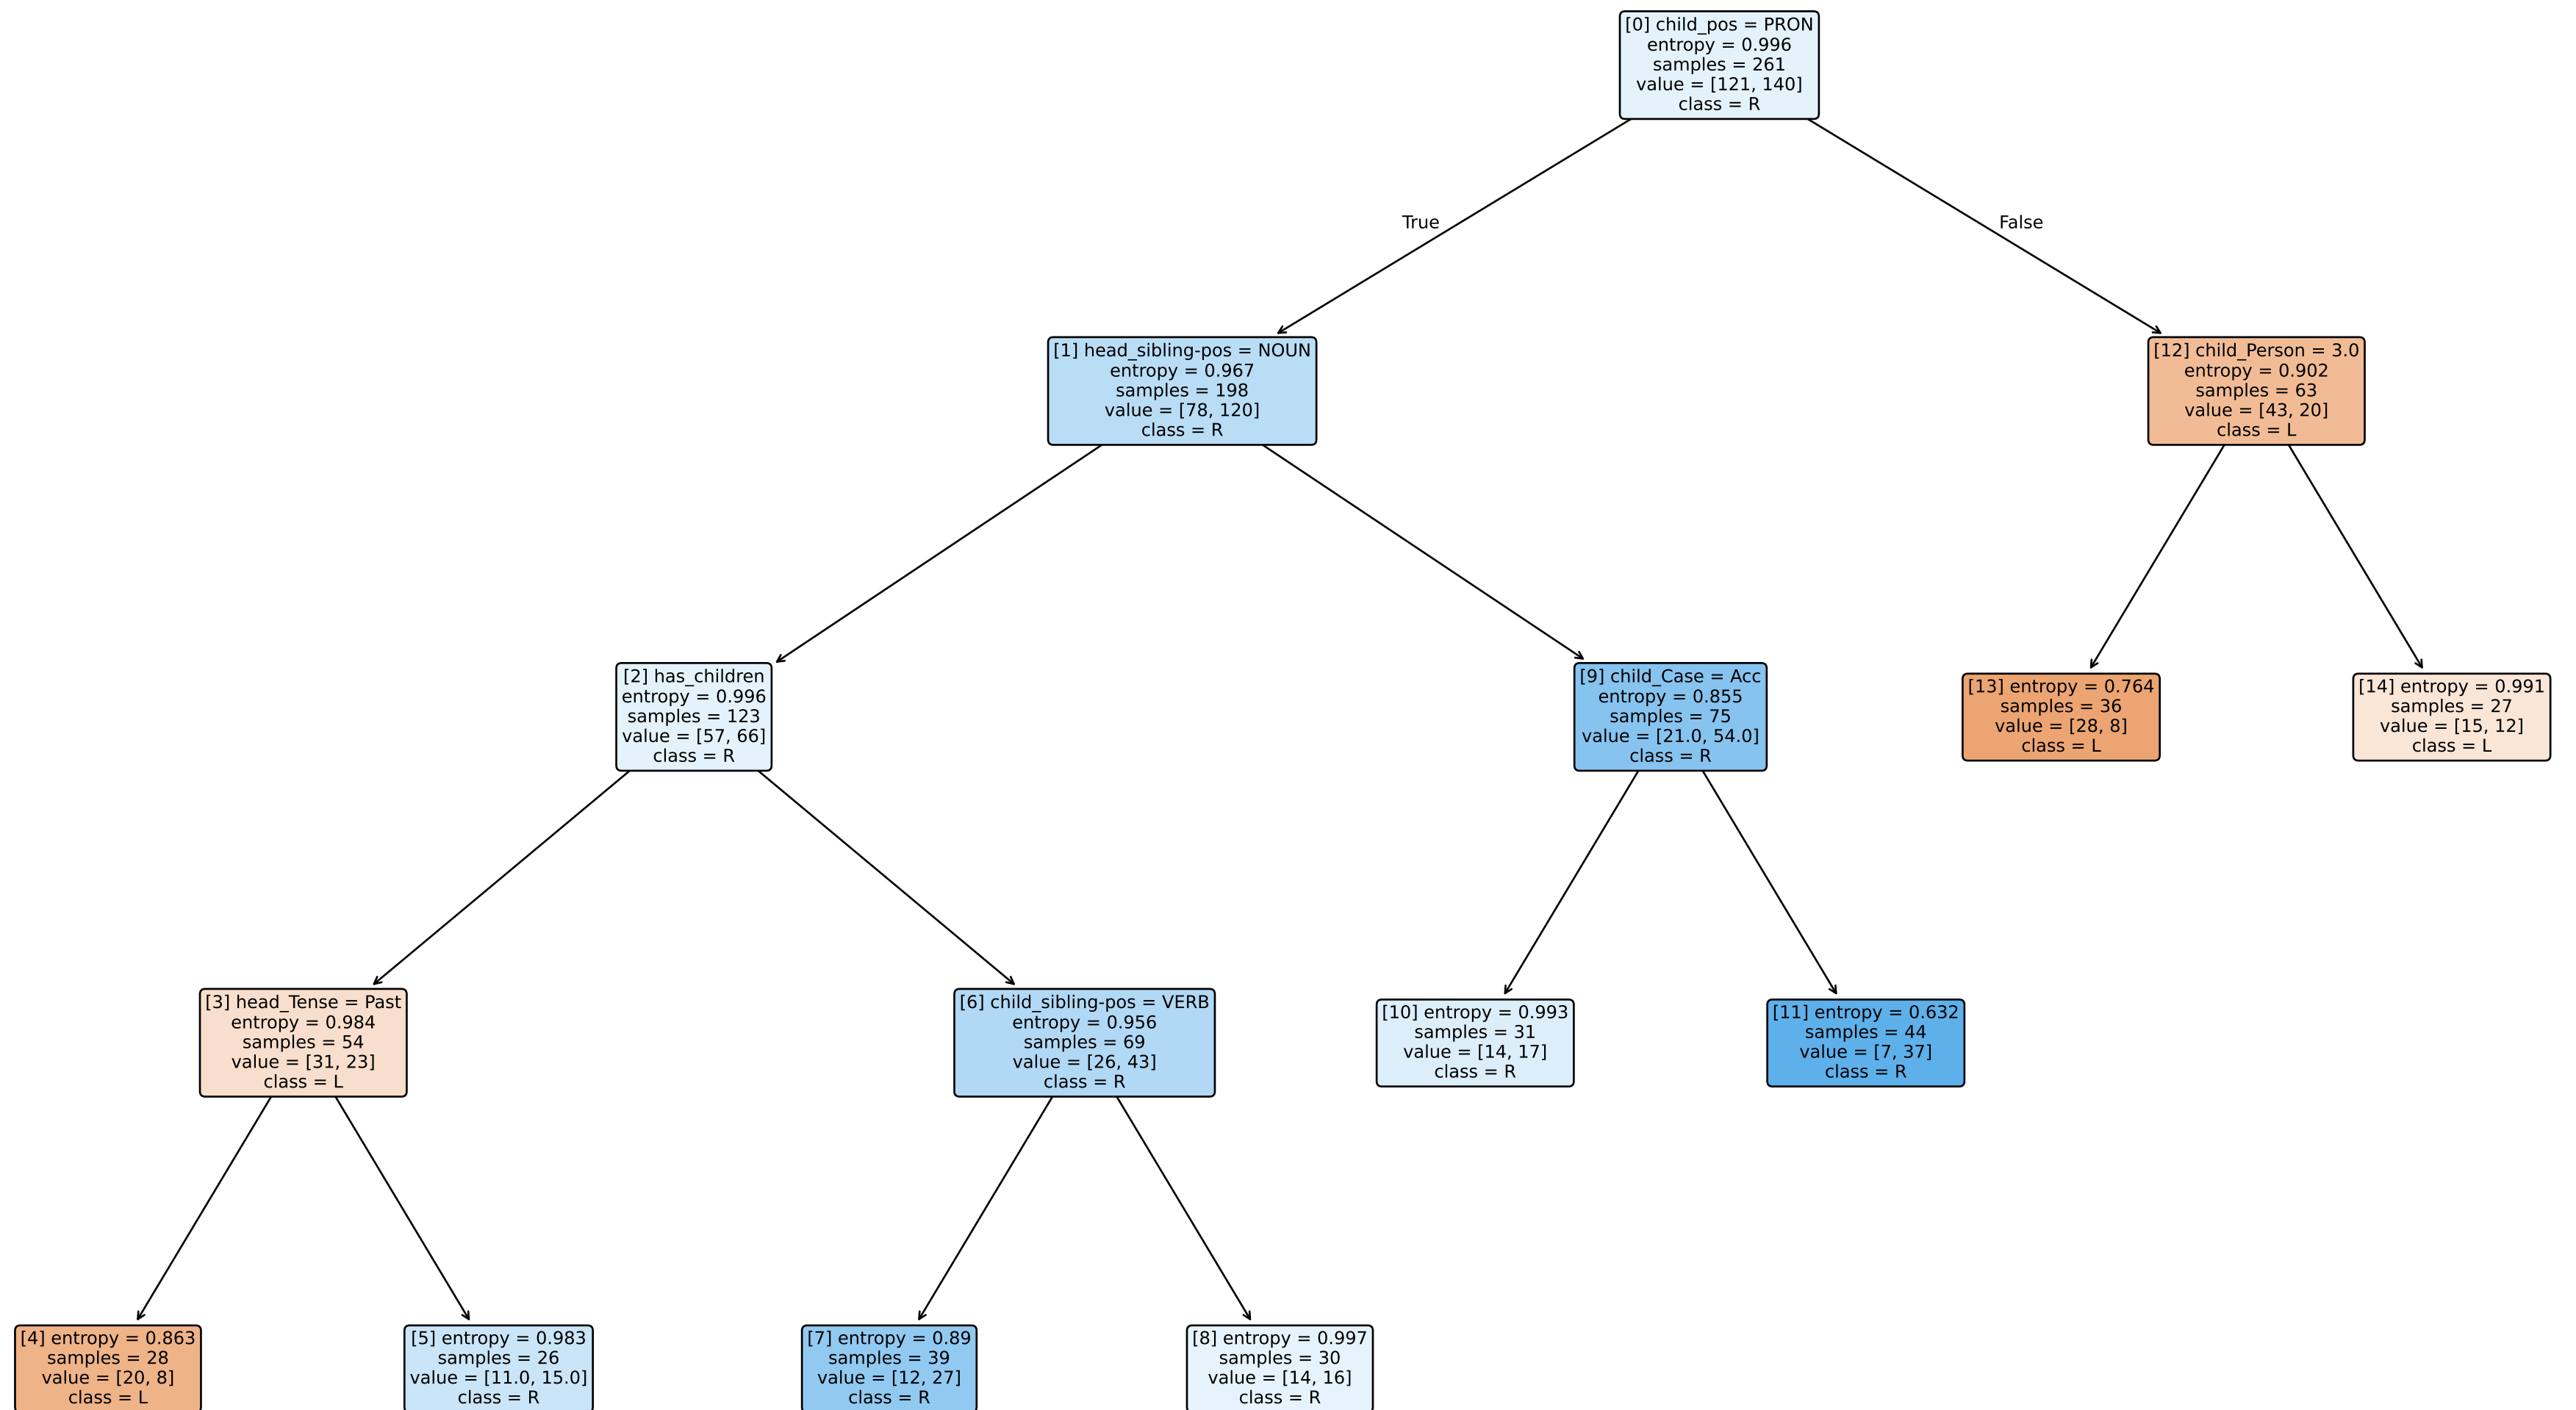 [0] child_pos = PRON
entropy = 0.996
samples = 261
value = [121, 140]
class = R
True
False
[1] head_sibling-pos = NOUN
entropy = 0.967
samples = 198
value = [78, 120]
class = R
[12] child_Person = 3.0
entropy = 0.902
samples = 63
value = [43, 20]
class = L
[2] has_children
entropy = 0.996
samples = 123
value = [57, 66]
class = R
[9] child_Case = Acc
entropy = 0.855
samples = 75
value = [21.0, 54.0]
class = R
[13] entropy = 0.764
samples = 36
value = [28, 8]
class = L
[14] entropy = 0.991
samples = 27
value = [15, 12]
class = L
[3] head_Tense = Past
entropy = 0.984
samples = 54
value = [31, 23]
class = L
[6] child_sibling-pos = VERB
entropy = 0.956
samples = 69
value = [26, 43]
class = R
[10] entropy = 0.993
samples = 31
value = [14, 17]
class = R
[11] entropy = 0.632
samples = 44
value = [7, 37]
class = R
[4] entropy = 0.863
samples = 28
value = [20, 8]
class = L
[5] entropy = 0.983
samples = 26
value = [11.0, 15.0]
class = R
[7] entropy = 0.89
samples = 39
value = [12, 27]
class = R
[8] entropy = 0.997
samples = 30
value = [14, 16]
class = R